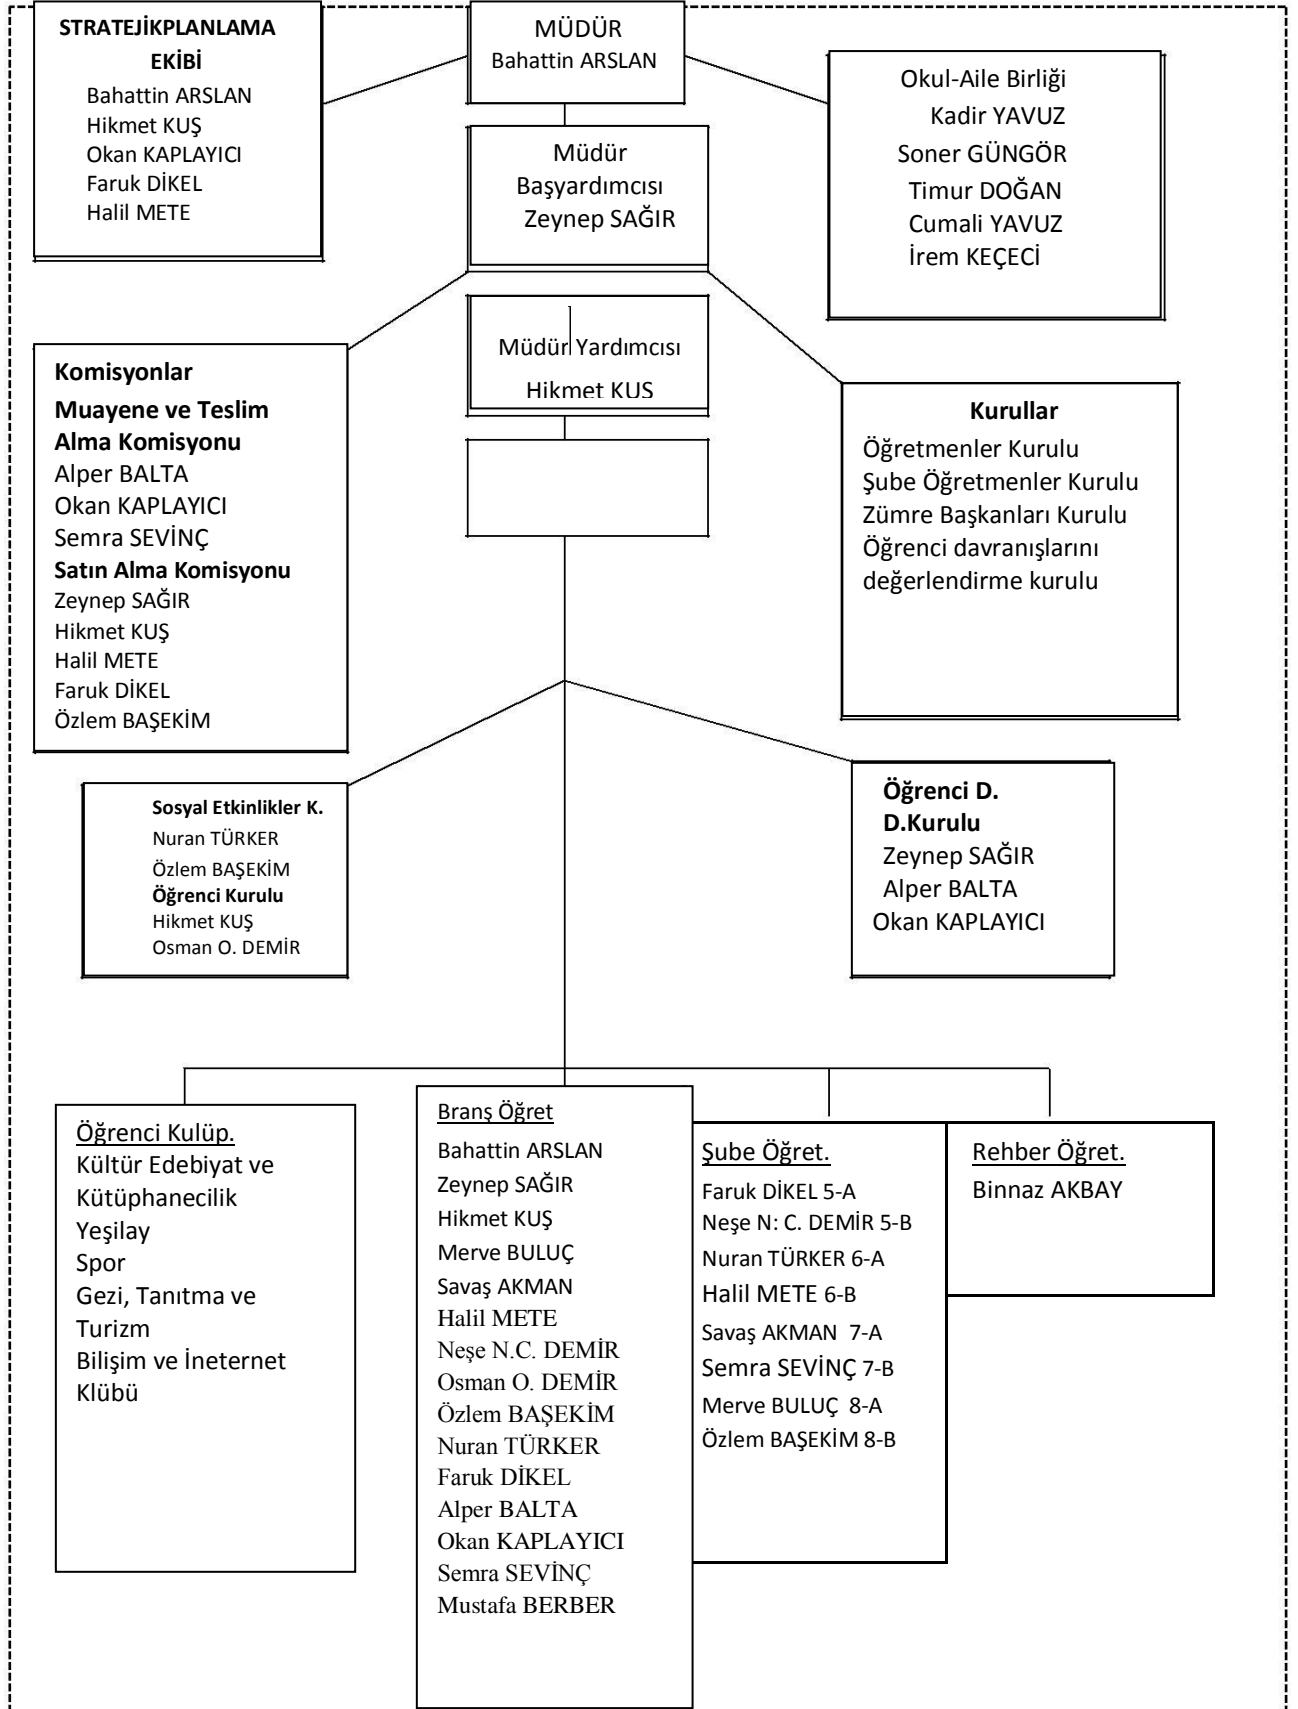 STRATEJİKPLANLAMA
EKİBİ
Bahattin ARSLAN
Hikmet KUŞ
Okan KAPLAYICI
Faruk DİKEL
Halil METE
MÜDÜR
Bahattin ARSLAN
Okul-Aile Birliği
Kadir YAVUZ
Soner GÜNGÖR
Timur DOĞAN
Cumali YAVUZ
İrem KEÇECİ
Müdür
Başyardımcısı
Zeynep SAĞIR
Müdür Yardımcısı
Hikmet KUS
Komisyonlar
Muayene ve Teslim
Alma Komisyonu
Alper BALTA
Okan KAPLAYICI
Semra SEVİNÇ
Satın Alma Komisyonu
Zeynep SAĞIR
Hikmet KUŞ
Halil METE
Faruk DİKEL
Özlem BAŞEKİM
Kurullar
Öğretmenler Kurulu
Şube Öğretmenler Kurulu
Zümre Başkanları Kurulu
Öğrenci davranışlarını
değerlendirme kurulu
Sosyal Etkinlikler K.
Nuran TÜRKER
Özlem BAŞEKİM
Öğrenci Kurulu
Hikmet KUŞ
Osman O. DEMİR
Öğrenci D.
D.Kurulu
Zeynep SAĞIR
Alper BALTA
Okan KAPLAYICI
Öğrenci Kulüp.
Kültür Edebiyat ve
Kütüphanecilik
Yeşilay
Spor
Gezi, Tanıtma ve
Turizm
Bilişim ve İneternet
Klübü
Branş Öğret
Bahattin ARSLAN
Zeynep SAĞIR
Hikmet KUŞ
Merve BULUÇ
Savaş AKMAN
Halil METE
Neşe N.C. DEMİR
Osman O. DEMİR
Özlem BAŞEKİM
Nuran TÜRKER
Faruk DİKEL
Alper BALTA
Okan KAPLAYICI
Semra SEVİNÇ
Mustafa BERBER
Şube Öğret.
Faruk DİKEL 5-A
Neşe N: C. DEMİR 5-B
Nuran TÜRKER 6-A
Halil METE 6-B
Savaş AKMAN 7-A
Semra SEVİNÇ 7-B
Merve BULUÇ 8-A
Özlem BAŞEKİM 8-B
Rehber Öğret.
Binnaz AKBAY